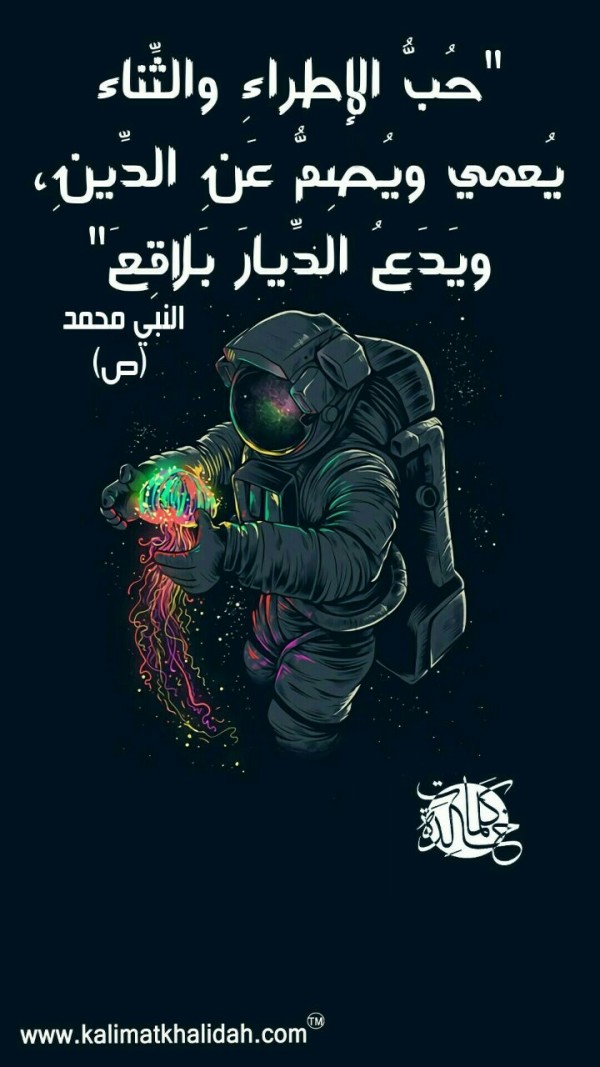 "حُبُّ الإطراءِ والثِّناء
يُعمي ويُصِمُّ عَنِ الدِّينِ،
ويَدَعُ الدِّيارَ بَلاقِعَ"
النبي محمد
(ص)
كلمات
خالدة
www.kalimatkhalidah.com™